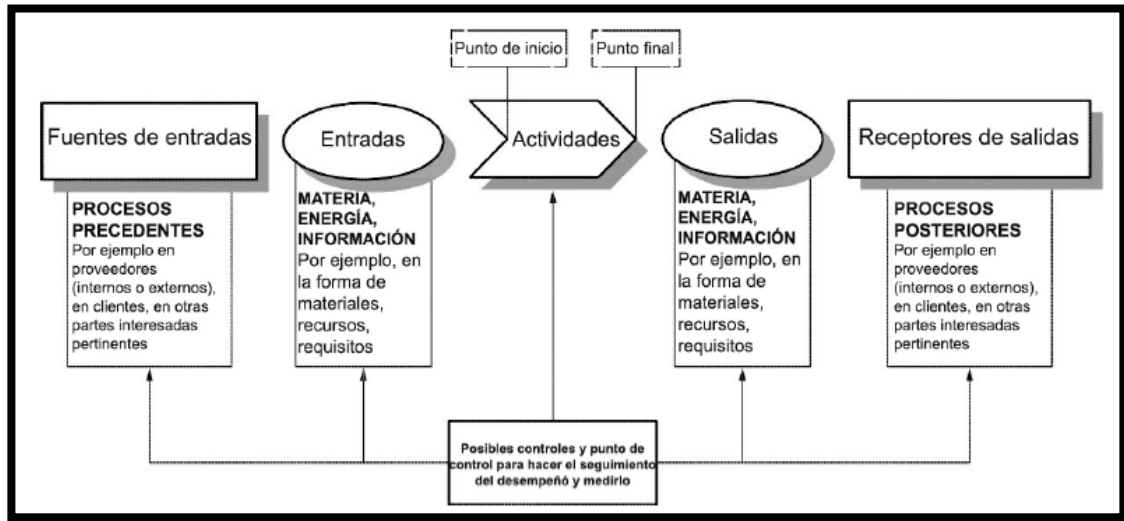 Punto de inicio
Punto final
Fuentes de entradas
Entradas
Actividades
Salidas
Receptores de salidas
PROCESOS
PRECEDENTES
Por ejemplo en
proveedores
(internos o externos),
en clientes, en otras
partes interesadas
pertinentes
MATERIA,
ENERGÍA,
INFORMACIÓN
Por ejemplo, en
la forma de
materiales,
recursos,
requisitos
MATERIA,
ENERGÍA,
INFORMACIÓN
Por ejemplo, en
la forma de
materiales,
recursos,
requisitos
PROCESOS
POSTERIORES
Por ejemplo en
proveedores
(internos o externos),
en clientes, en otras
partes interesadas
pertinentes
Posibles controles y punto de
control para hacer el seguimiento
del desempeñó y medirlo